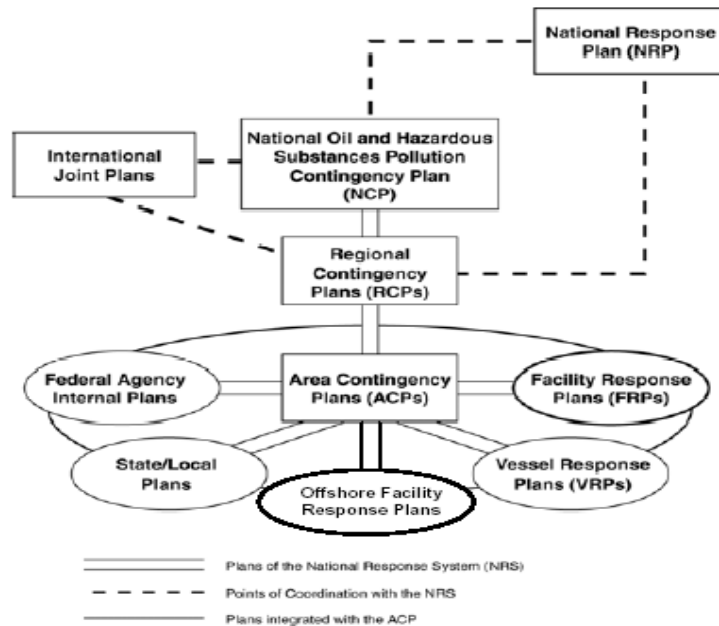 National Response
Plan (NRP)
National Oil and Hazardous
Substances Pollution
Contingency Plan
(NCP)
International
Joint Plans
Regional
Contingency
Plans (RCPs)
Federal Agency
Internal Plans
Area Contingency
Plans (ACPs)
Facility Response
Plans (FRPs)
State/Local
Plans
Offshore Facility
Response Plans
Vessel Response
Plans (VRPs)
Plans of the National Response System (NRS)
Points of Coordination with the NRS
Plans integrated with the ACP